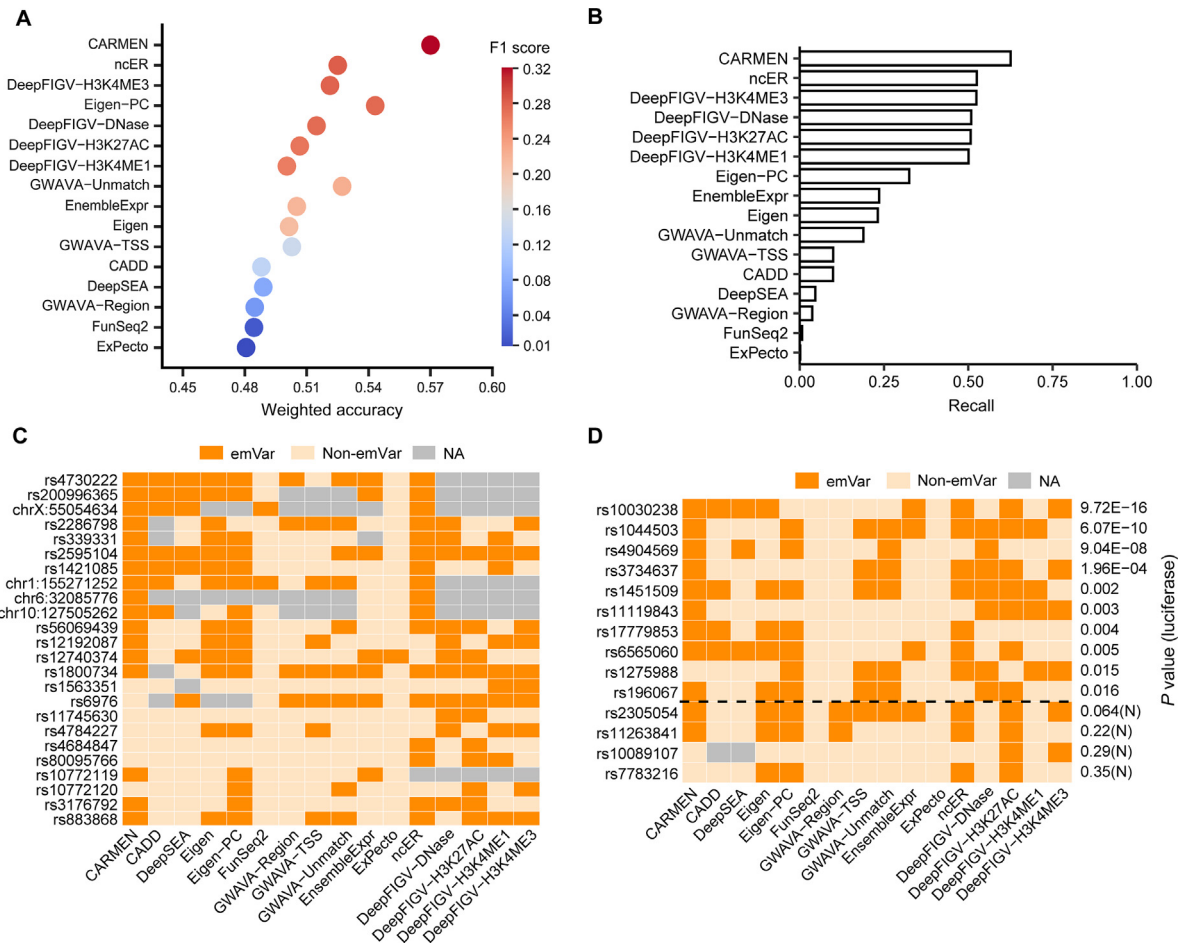 A
CARMEN
ncER
DeepFIGV−H3K4ME3
Eigen−PC
DeepFIGV−DNase
DeepFIGV−H3K27AC
DeepFIGV−H3K4ME1
GWAVA−Unmatch
EnembleExpr
Eigen
GWAVA−TSS
CADD
DeepSEA
GWAVA−Region
FunSeq2
ExPecto
0.45
0.48
0.51
0.54
0.57
0.60
Weighted accuracy
F1 score
0.32
0.28
0.24
0.20
0.16
0.12
0.08
0.04
0.01
B
CARMEN
ncER
DeepFIGV−H3K4ME3
DeepFIGV−DNase
DeepFIGV−H3K27AC
DeepFIGV−H3K4ME1
Eigen−PC
EnembleExpr
Eigen
GWAVA−Unmatch
GWAVA−TSS
CADD
DeepSEA
GWAVA−Region
FunSeq2
ExPecto
0.00
0.25
0.50
0.75
1.00
Recall
C
emVar
Non-emVar
NA
rs4730222
rs200996365
chrX:55054634
rs2286798
rs339331
rs2595104
rs1421085
chr1:155271252
chr6:32085776
chr10:127505262
rs56069439
rs12192087
rs12740374
rs1800734
rs1563351
rs6976
rs11745630
rs4784227
rs4684847
rs80095766
rs10772119
rs10772120
rs3176792
rs883868
CARMEN
CADD
DeepSEA
Eigen
Eigen−PC
FunSeq2
GWAVA−Region
GWAVA−TSS
GWAVA−Unmatch
EnsembleExpr
ExPecto
ncER
DeepFIGV−DNase
DeepFIGV−H3K27AC
DeepFIGV−H3K4ME1
DeepFIGV−H3K4ME3
D
emVar
Non-emVar
NA
rs10030238 9.72E−16
rs1044503 6.07E−10
rs4904569 9.04E−08
rs3734637 1.96E−04
rs1451509 0.002
rs11119843 0.003
rs17779853 0.004
rs6565060 0.005
rs1275988 0.015
rs196067 0.016
rs2305054 0.064(N)
rs11263841 0.22(N)
rs10089107 0.29(N)
rs7783216 0.35(N)
P value (luciferase)
CARMEN
CADD
DeepSEA
Eigen
Eigen−PC
FunSeq2
GWAVA−Region
GWAVA−TSS
GWAVA−Unmatch
EnsembleExpr
ExPecto
ncER
DeepFIGV−DNase
DeepFIGV−H3K27AC
DeepFIGV−H3K4ME1
DeepFIGV−H3K4ME3